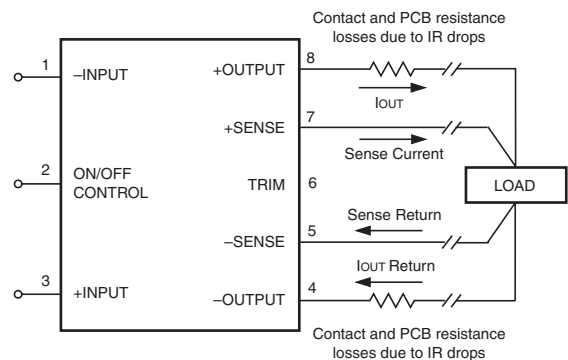 Contact and PCB resistance
losses due to IR drops
1
–INPUT
+OUTPUT
8
IOUT
7
+SENSE
Sense Current
2
ON/OFF
CONTROL
TRIM
6
LOAD
Sense Return
5
–SENSE
IOUT Return
3
+INPUT
4
–OUTPUT
Contact and PCB resistance
losses due to IR drops